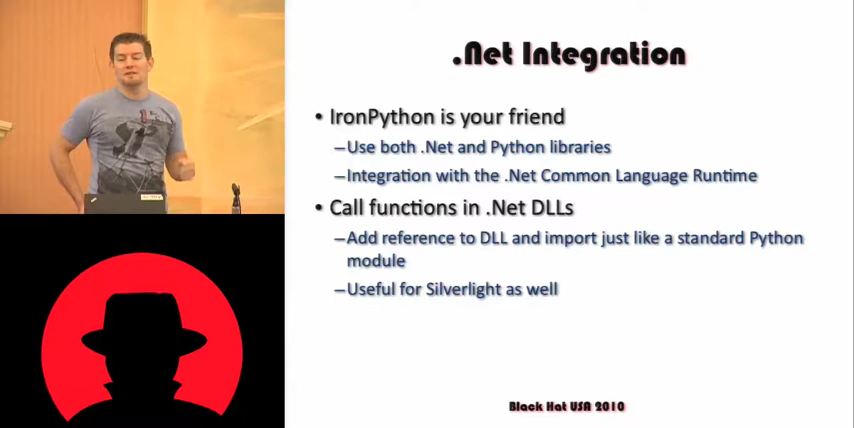 .Net Integration
• IronPython is your friend
–Use both .Net and Python libraries
–Integration with the .Net Common Language Runtime
• Call functions in .Net DLLs
–Add reference to DLL and import just like a standard Python
module
–Useful for Silverlight as well
Black Hat USA 2010